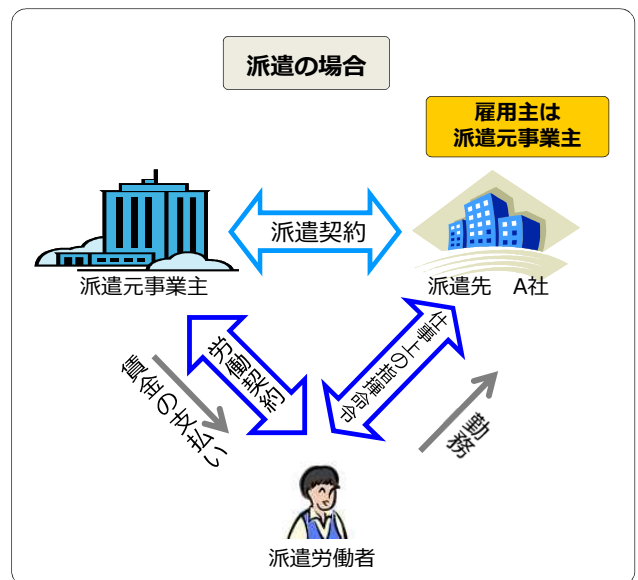 派遣の場合
雇用主は
派遣元事業主
派遣契約
派遣元事業主
派遣先　A社
労働契約
仕事上の指揮命令
賃金の支払い
勤務
派遣労働者